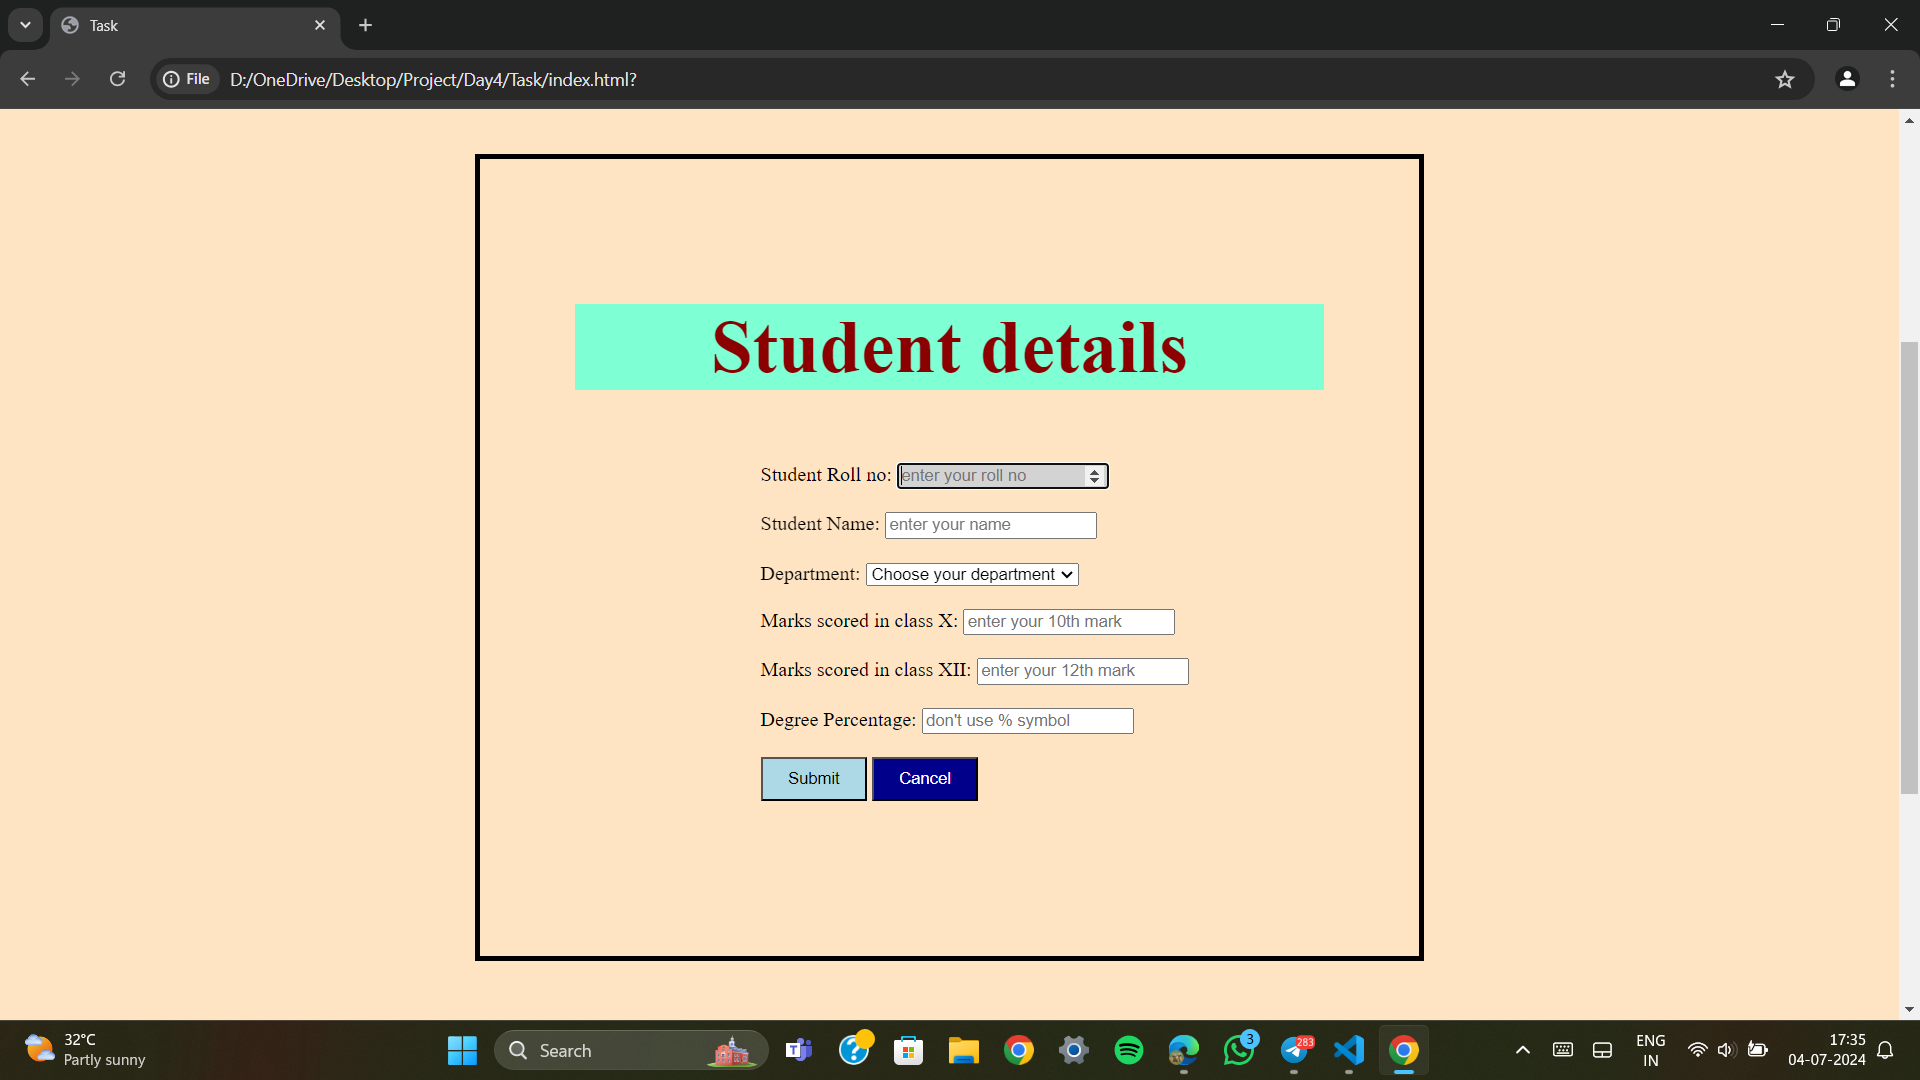 Task
File D:/OneDrive/Desktop/Project/Day4/Task/index.html?
Student details
Student Roll no: enter your roll no
Student Name: enter your name
Department: Choose your department
Marks scored in class X: enter your 10th mark
Marks scored in class XII: enter your 12th mark
Degree Percentage: don't use % symbol
Submit Cancel
32°C
Partly sunny
Search
T
?
3
283
ENG
IN
17:35
04-07-2024